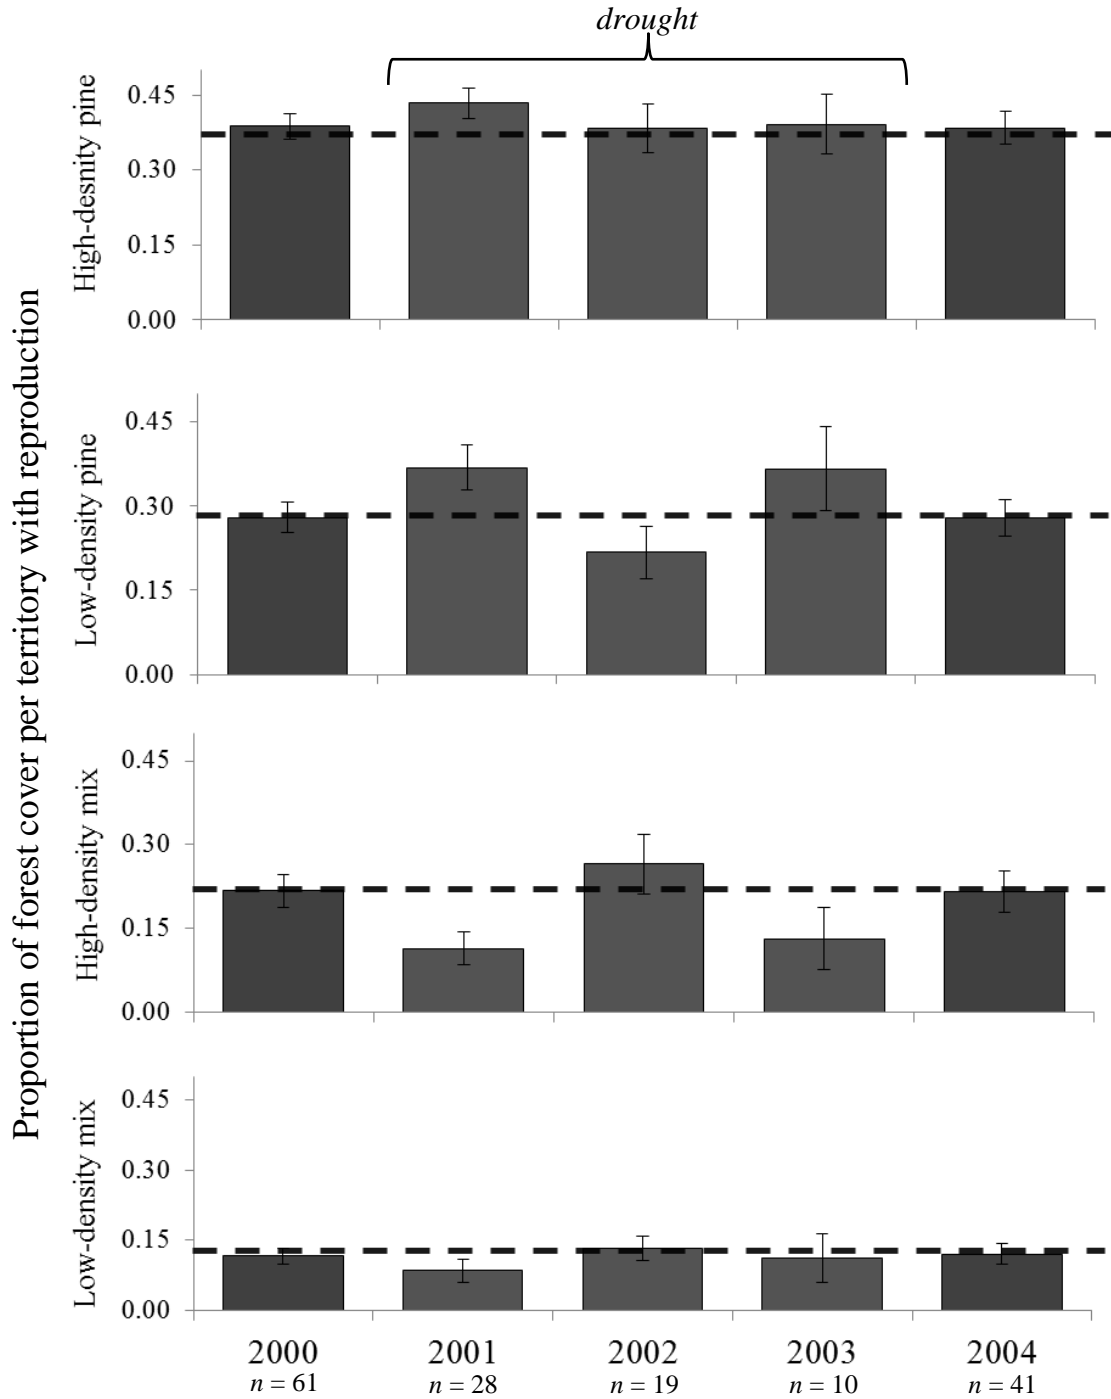 drought
Proportion of forest cover per territory with reproduction
High-desnity pine
0.45
0.30
0.15
0.00
Low-density pine
0.45
0.30
0.15
0.00
High-density mix
0.45
0.30
0.15
0.00
Low-density mix
0.45
0.30
0.15
0.00
2000 2001 2002 2003 2004
n = 61 n = 28 n = 19 n = 10 n = 41